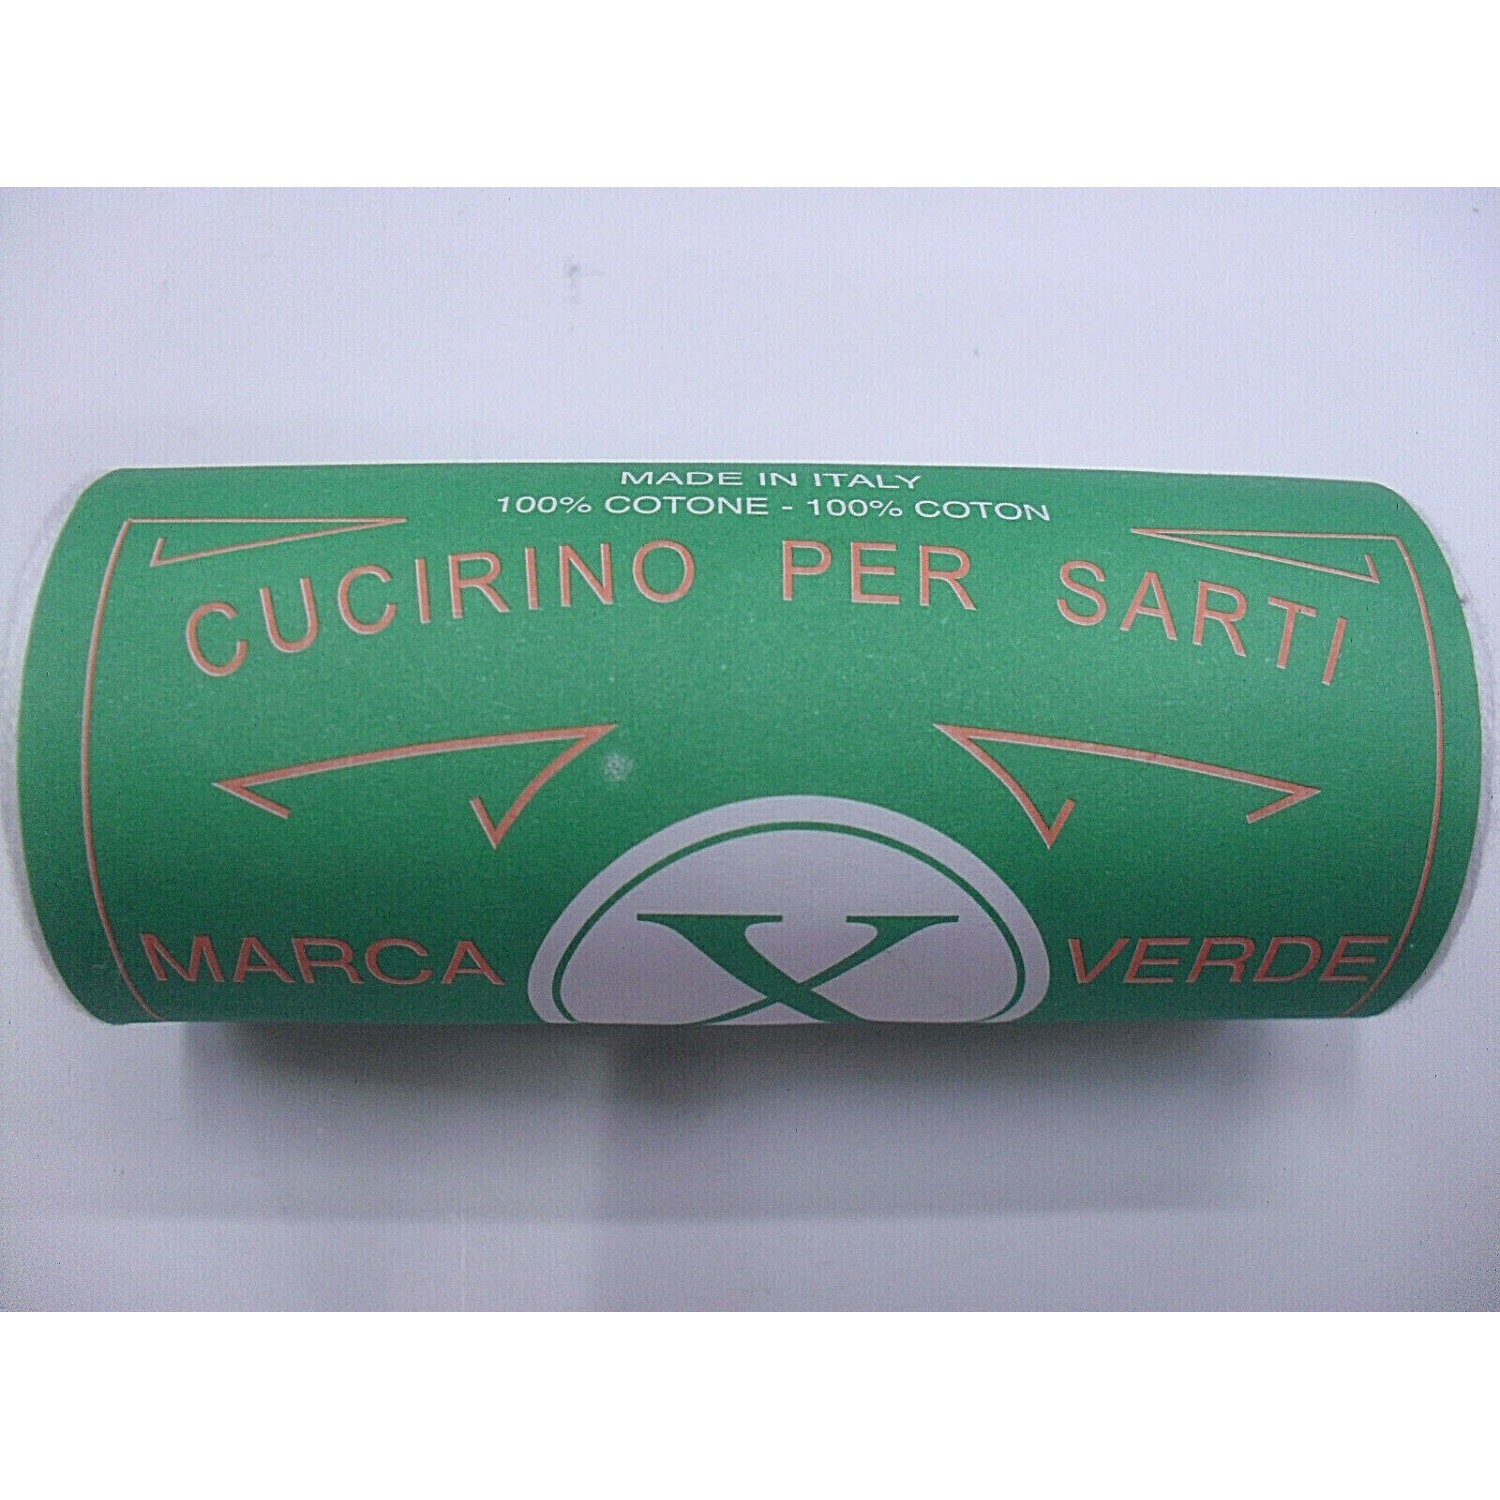 MADE IN ITALY
100% COTONE - 100% COTON
CUCIRINO PER SARTI
MARCA X VERDE